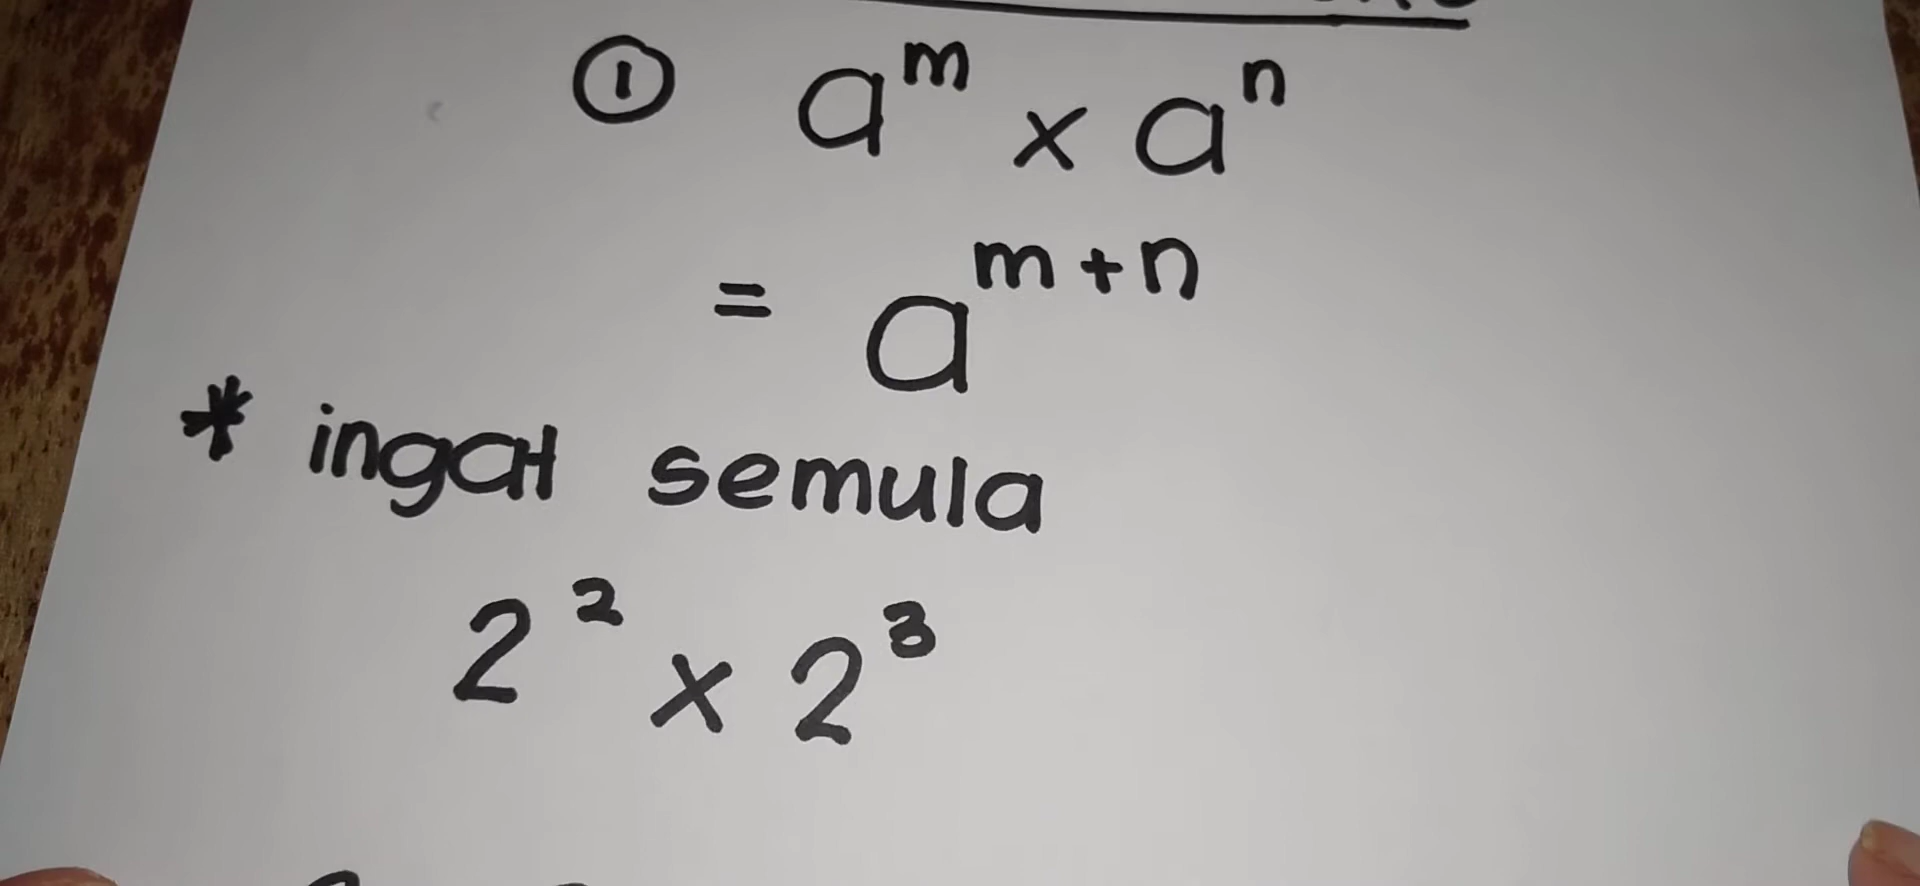 ① aᵐ × aⁿ
= aᵐ⁺ⁿ
* ingat semula
2² × 2³